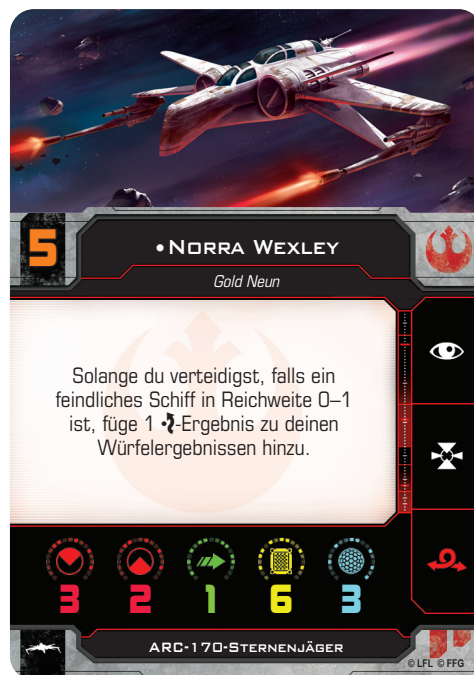 5
•Norra Wexley
Gold Neun
Solange du verteidigst, falls ein
feindliches Schiff in Reichweite 0–1
ist, füge 1 -Ergebnis zu deinen
Würfelergebnissen hinzu.
3 2 1 6 3
ARC-170-Sternenjäger
© LFL © FFG